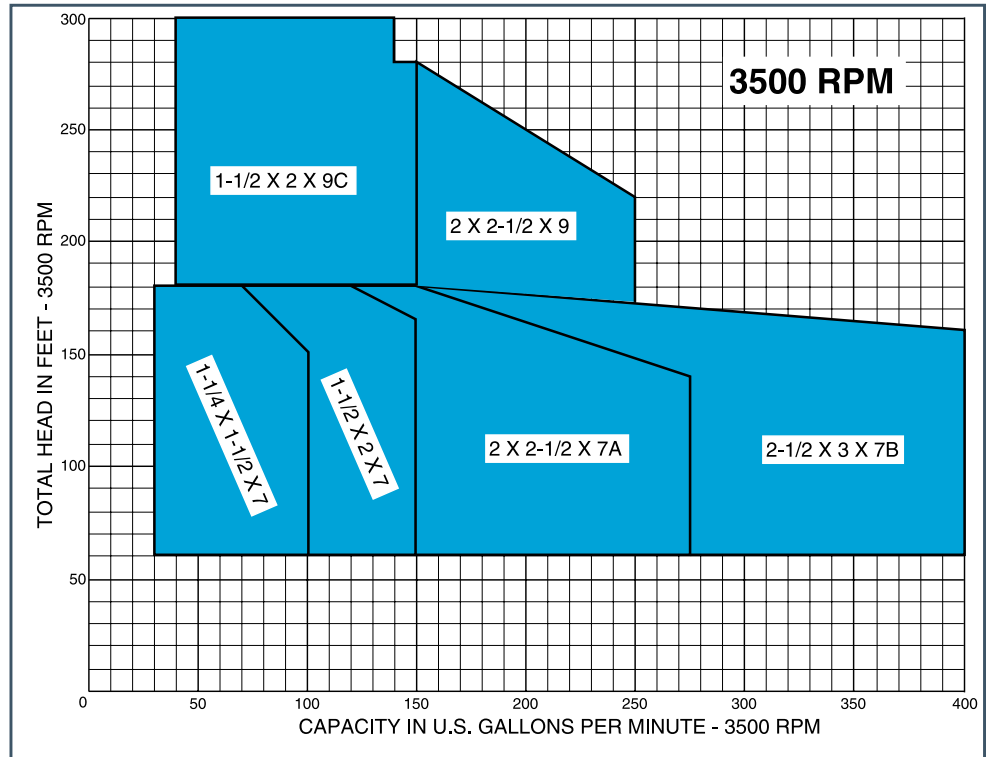 3500 RPM
TOTAL HEAD IN FEET - 3500 RPM
300
250
200
150
100
50
0
1-1/2 X 2 X 9C
2 X 2-1/2 X 9
1-1/4 X 1-1/2 X 7
1-1/2 X 2 X 7
2 X 2-1/2 X 7A
2-1/2 X 3 X 7B
0 50 100 150 200 250 300 350 400
CAPACITY IN U.S. GALLONS PER MINUTE - 3500 RPM